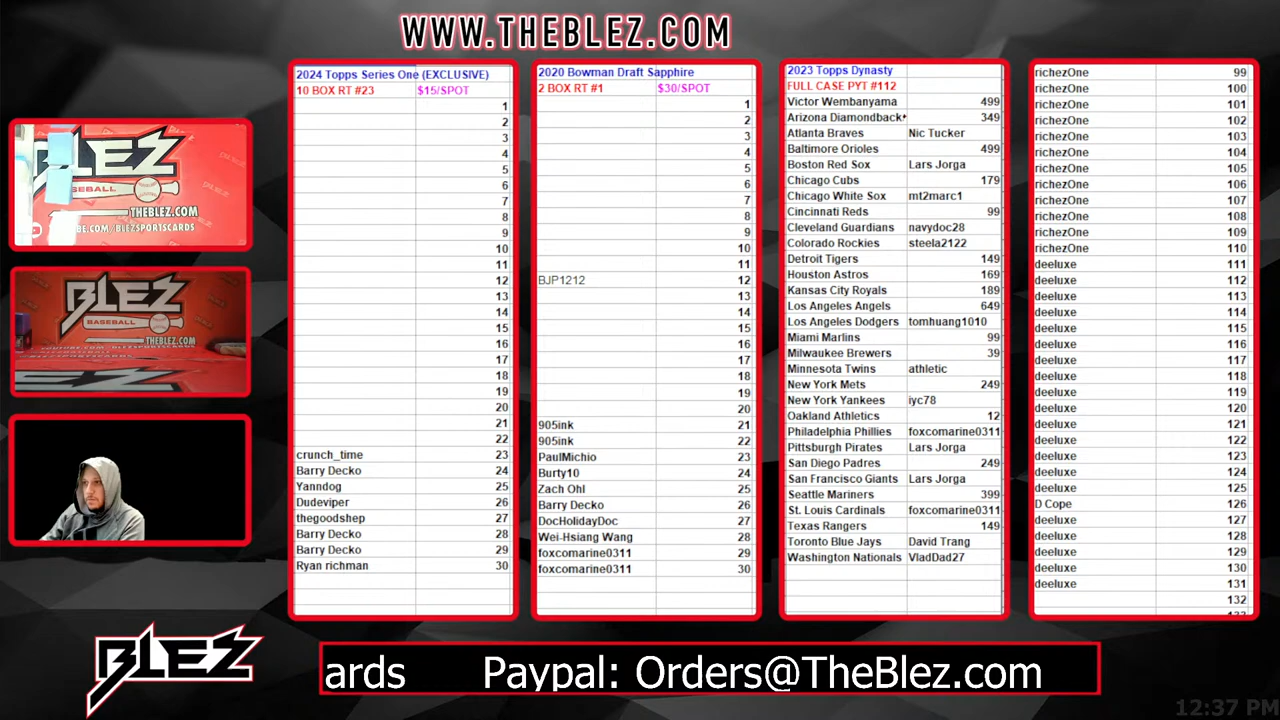 WWW.THEBLEZ.COM
BLEZ
BASEBALL
THEBLEZ.COM
BE.COM/BLEZSPORTSCARDS
BLEZ
BASEBALL
THEBLEZ.COM
2024 Topps Series One (EXCLUSIVE)
10 BOX RT #23 $15/SPOT
1
2
3
4
5
6
7
8
9
10
11
12
13
14
15
16
17
18
19
20
21
22
crunch_time 23
Barry Decko 24
Yanndog 25
Dudeviper 26
thegoodshep 27
Barry Decko 28
Barry Decko 29
Ryan richman 30
2020 Bowman Draft Sapphire
2 BOX RT #1 $30/SPOT
1
2
3
4
5
6
7
8
9
10
11
BJP1212 12
13
14
15
16
17
18
19
20
905ink 21
905ink 22
PaulMichio 23
Burty10 24
Zach Ohl 25
Barry Decko 26
DocHolidayDoc 27
Wei-Hsiang Wang 28
foxcomarine0311 29
foxcomarine0311 30
2023 Topps Dynasty
FULL CASE PYT #112
Victor Wembanyama 499
Arizona Diamondback 349
Atlanta Braves Nic Tucker
Baltimore Orioles 499
Boston Red Sox Lars Jorga
Chicago Cubs 179
Chicago White Sox mt2marc1
Cincinnati Reds 99
Cleveland Guardians navydoc28
Colorado Rockies steela2122
Detroit Tigers 149
Houston Astros 169
Kansas City Royals 189
Los Angeles Angels 649
Los Angeles Dodgers tomhuang1010
Miami Marlins 99
Milwaukee Brewers 39
Minnesota Twins athletic
New York Mets 249
New York Yankees iyc78
Oakland Athletics 12
Philadelphia Phillies foxcomarine0311
Pittsburgh Pirates Lars Jorga
San Diego Padres 249
San Francisco Giants Lars Jorga
Seattle Mariners 399
St. Louis Cardinals foxcomarine0311
Texas Rangers 149
Toronto Blue Jays David Trang
Washington Nationals VladDad27
richezOne 99
richezOne 100
richezOne 101
richezOne 102
richezOne 103
richezOne 104
richezOne 105
richezOne 106
richezOne 107
richezOne 108
richezOne 109
richezOne 110
deeluxe 111
deeluxe 112
deeluxe 113
deeluxe 114
deeluxe 115
deeluxe 116
deeluxe 117
deeluxe 118
deeluxe 119
deeluxe 120
deeluxe 121
deeluxe 122
deeluxe 123
deeluxe 124
deeluxe 125
D Cope 126
deeluxe 127
deeluxe 128
deeluxe 129
deeluxe 130
deeluxe 131
132
BLEZ
ards Paypal: Orders@TheBlez.com
12:37 PM